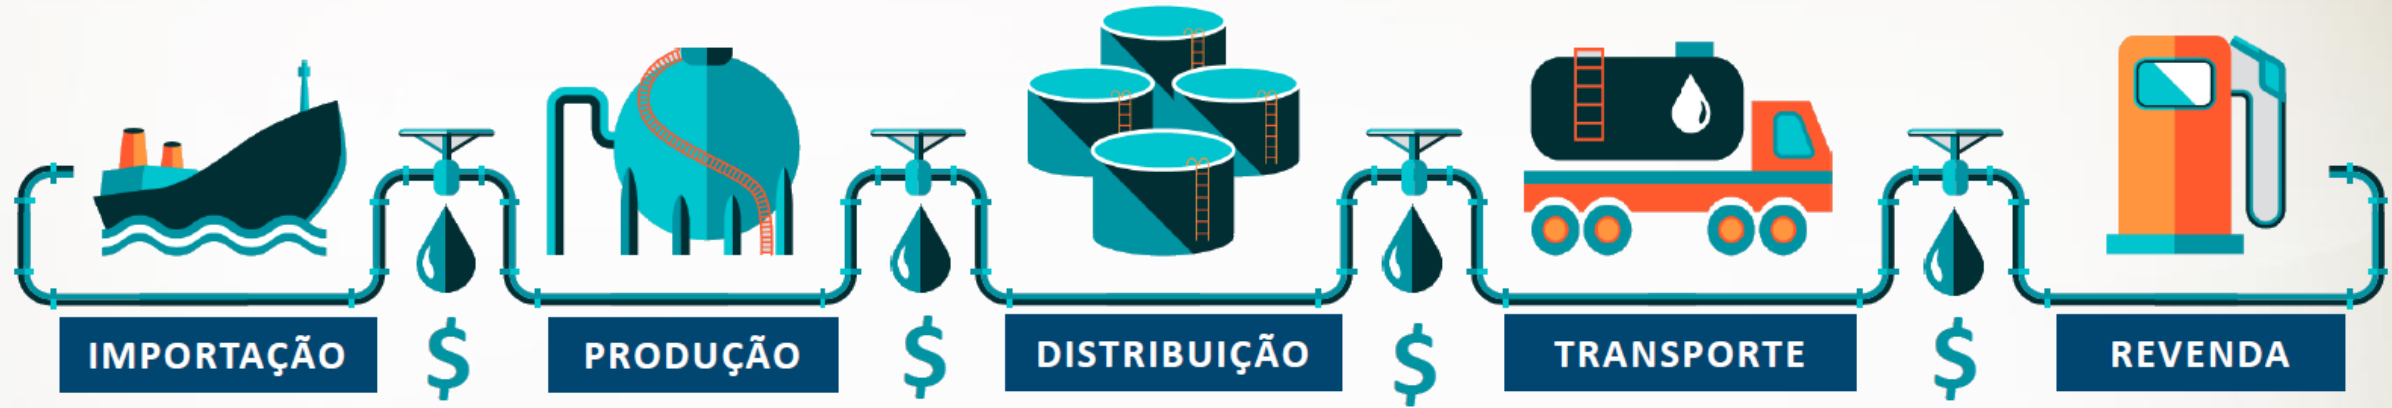 IMPORTAÇÃO
$
PRODUÇÃO
$
DISTRIBUIÇÃO
$
TRANSPORTE
$
REVENDA